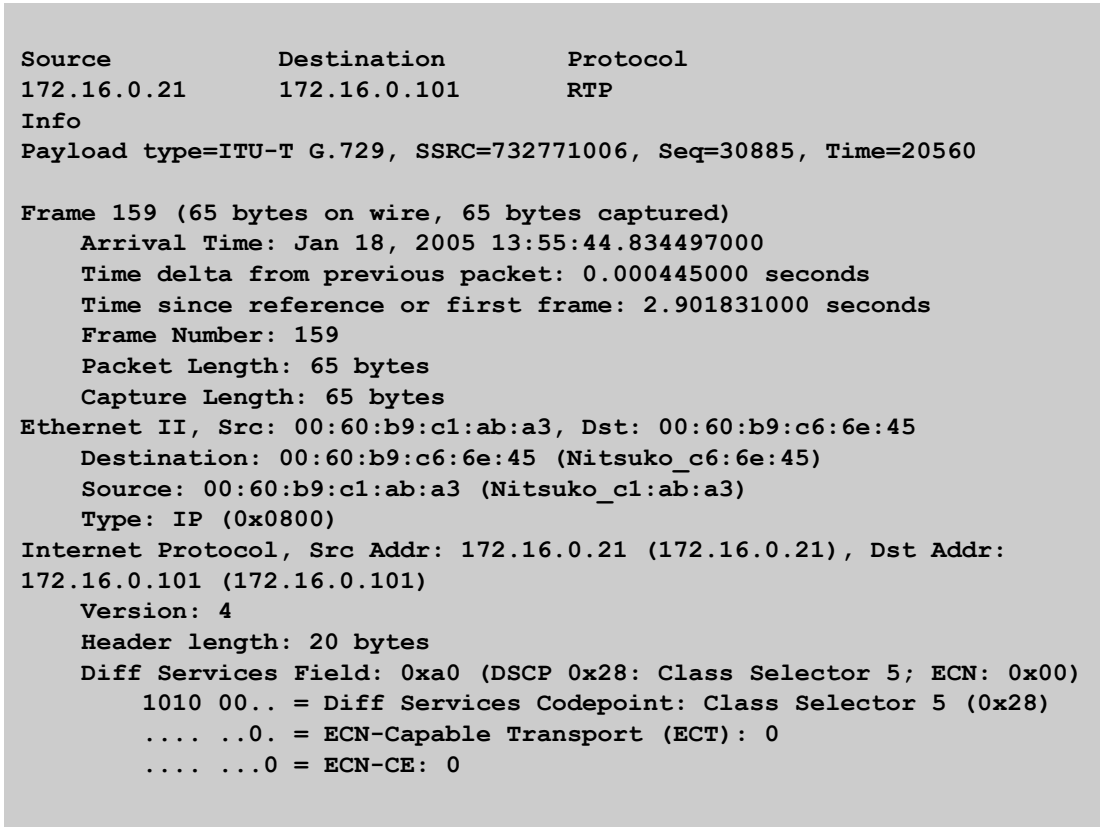 Source Destination Protocol
172.16.0.21 172.16.0.101 RTP
Info
Payload type=ITU-T G.729, SSRC=732771006, Seq=30885, Time=20560
Frame 159 (65 bytes on wire, 65 bytes captured)
Arrival Time: Jan 18, 2005 13:55:44.834497000
Time delta from previous packet: 0.000445000 seconds
Time since reference or first frame: 2.901831000 seconds
Frame Number: 159
Packet Length: 65 bytes
Capture Length: 65 bytes
Ethernet II, Src: 00:60:b9:c1:ab:a3, Dst: 00:60:b9:c6:6e:45
Destination: 00:60:b9:c6:6e:45 (Nitsuko_c6:6e:45)
Source: 00:60:b9:c1:ab:a3 (Nitsuko_c1:ab:a3)
Type: IP (0x0800)
Internet Protocol, Src Addr: 172.16.0.21 (172.16.0.21), Dst Addr:
172.16.0.101 (172.16.0.101)
Version: 4
Header length: 20 bytes
Diff Services Field: 0xa0 (DSCP 0x28: Class Selector 5; ECN: 0x00)
1010 00.. = Diff Services Codepoint: Class Selector 5 (0x28)
.... ..0. = ECN-Capable Transport (ECT): 0
.... ...0 = ECN-CE: 0